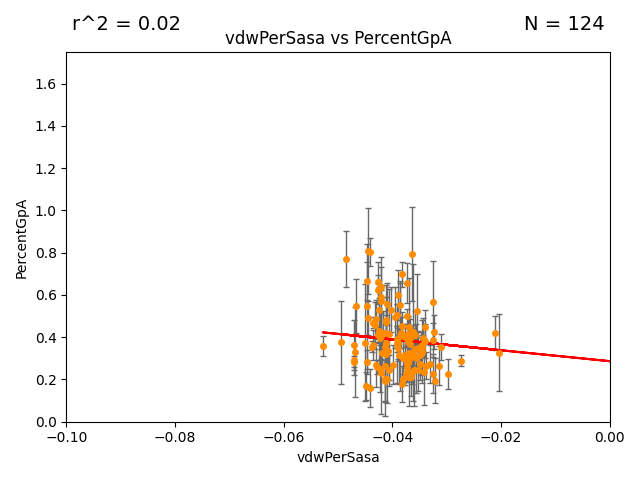 r^2 = 0.02 N = 124
vdwPerSasa vs PercentGpA
PercentGpA
1.6
1.4
1.2
1.0
0.8
0.6
0.4
0.2
0.0
−0.10 −0.08 −0.06 −0.04 −0.02 0.00
vdwPerSasa